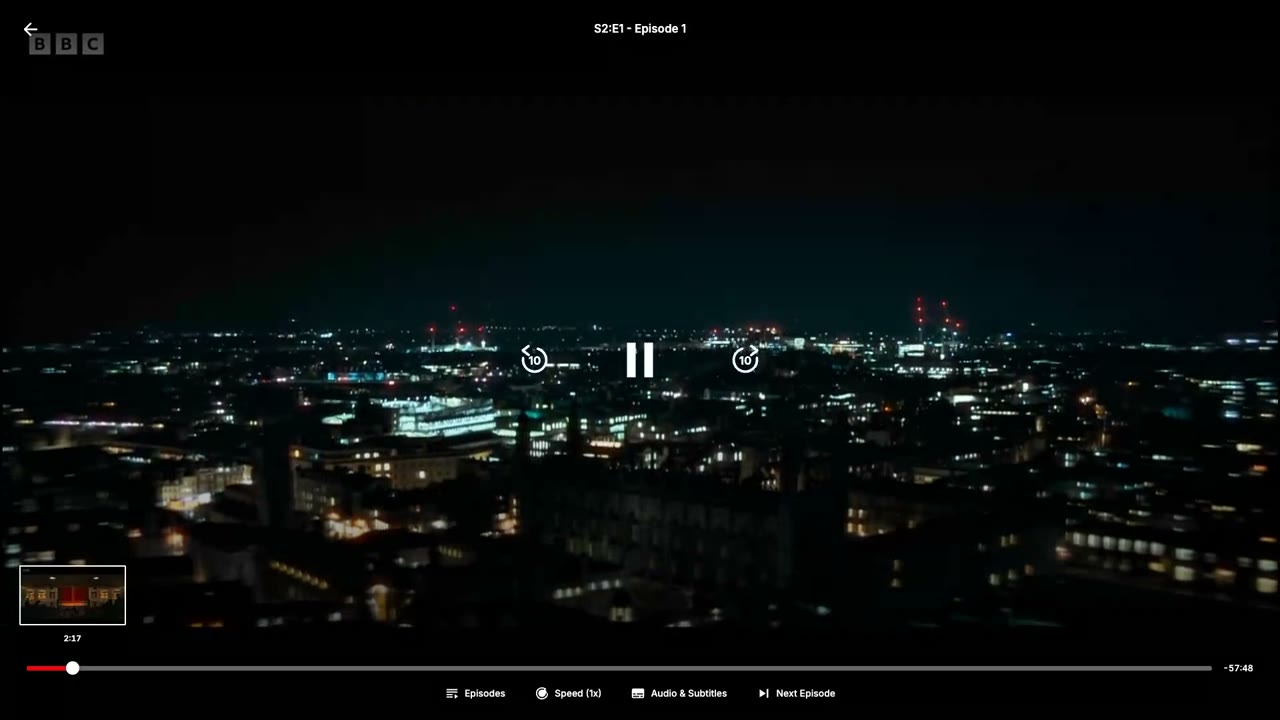 S2:E1 - Episode 1
BBC
10
10
2:17
-57:48
Episodes
Speed (1x)
Audio & Subtitles
Next Episode